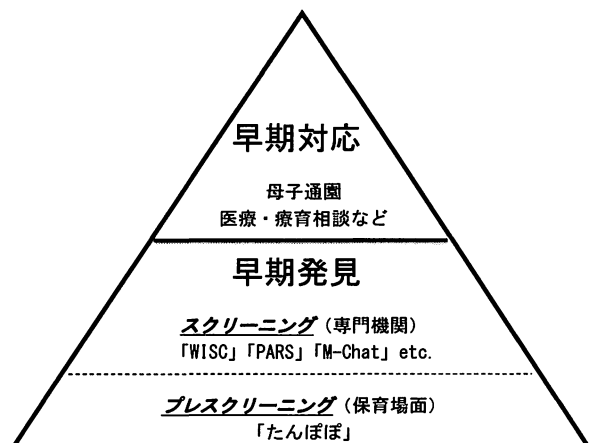 早期対応
母子通園
医療・療育相談など
早期発見
スクリーニング（専門機関）
「WISC」「PARS」「M-Chat」etc.
プレスクリーニング（保育場面）
「たんぽぽ」